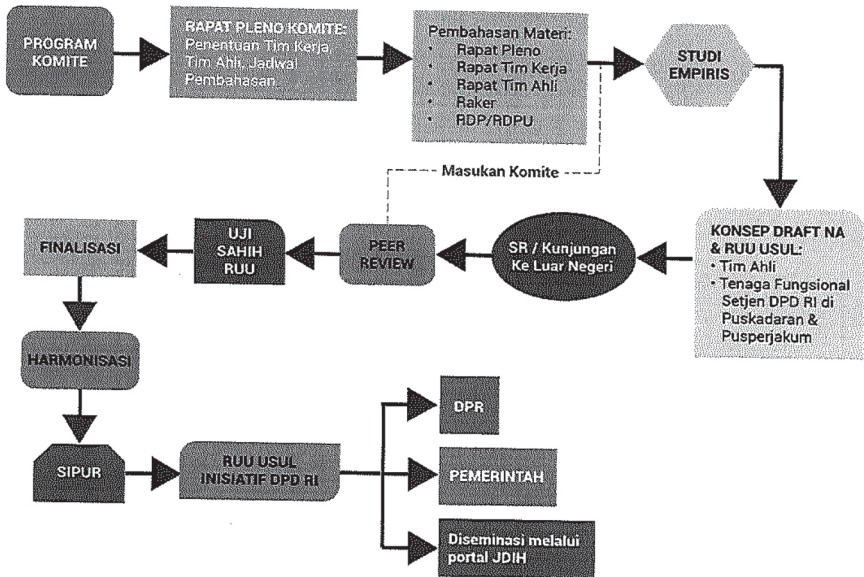 PROGRAM
KOMITE
RAPAT PLENO KOMITE:
Penentuan Tim Kerja,
Tim Ahli, Jadwal
Pembahasan
Pembahasan Materi:
• Rapat Pleno
• Rapat Tim Kerja
• Rapat Tim Ahli
• Raker
• RDP/RDPU
STUDI
EMPIRIS
Masukan Komite
KONSEP DRAFT NA
& RUU USUL:
• Tim Ahli
• Tenaga Fungsional
Setjen DPD RI di
Puskadaran &
Pusperjakum
SR / Kunjungan
Ke Luar Negeri
PEER
REVIEW
UJI
SAHIH
RUU
FINALISASI
HARMONISASI
SIPUR
RUU USUL
INISIATIF DPD RI
DPR
PEMERINTAH
Diseminasi melalui
portal JDIH